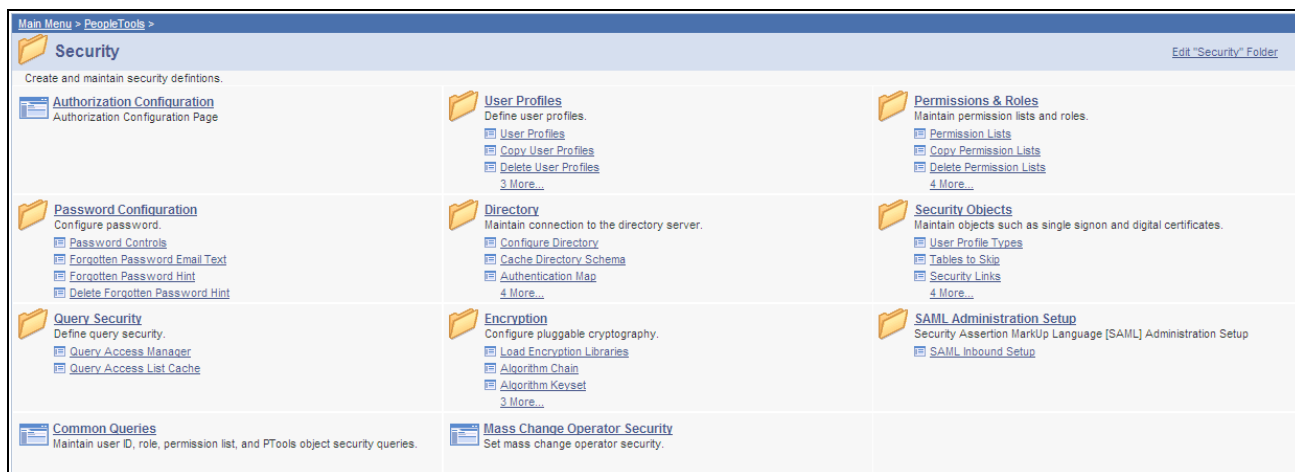 Main Menu > PeopleTools >
Security
Edit "Security" Folder
Create and maintain security defintions.
Authorization Configuration
Authorization Configuration Page
User Profiles
Define user profiles.
User Profiles
Copy User Profiles
Delete User Profiles
3 More...
Permissions & Roles
Maintain permission lists and roles.
Permission Lists
Copy Permission Lists
Delete Permission Lists
4 More...
Password Configuration
Configure password.
Password Controls
Forgotten Password Email Text
Forgotten Password Hint
Delete Forgotten Password Hint
Directory
Maintain connection to the directory server.
Configure Directory
Cache Directory Schema
Authentication Map
4 More...
Security Objects
Maintain objects such as single signon and digital certificates.
User Profile Types
Tables to Skip
Security Links
4 More...
Query Security
Define query security.
Query Access Manager
Query Access List Cache
Encryption
Configure pluggable cryptography.
Load Encryption Libraries
Algorithm Chain
Algorithm Keyset
3 More...
SAML Administration Setup
Security Assertion MarkUp Language [SAML] Administration Setup
SAML Inbound Setup
Common Queries
Maintain user ID, role, permission list, and PTools object security queries.
Mass Change Operator Security
Set mass change operator security.